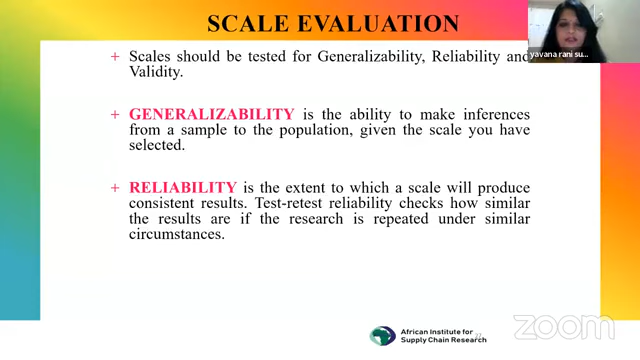 SCALE EVALUATION
+ Scales should be tested for Generalizability, Reliability and
Validity.
+ GENERALIZABILITY is the ability to make inferences
from a sample to the population, given the scale you have
selected.
+ RELIABILITY is the extent to which a scale will produce
consistent results. Test-retest reliability checks how similar
the results are if the research is repeated under similar
circumstances.
yavana rani su...
African Institute for
Supply Chain Research
zoom